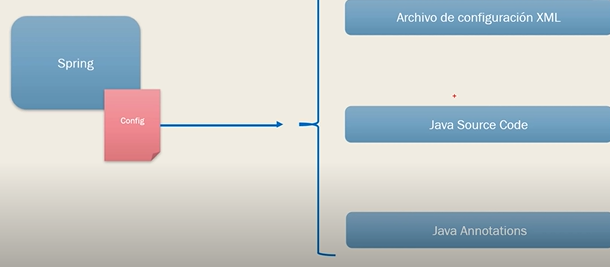 Spring
Config
Archivo de configuración XML
Java Source Code
Java Annotations